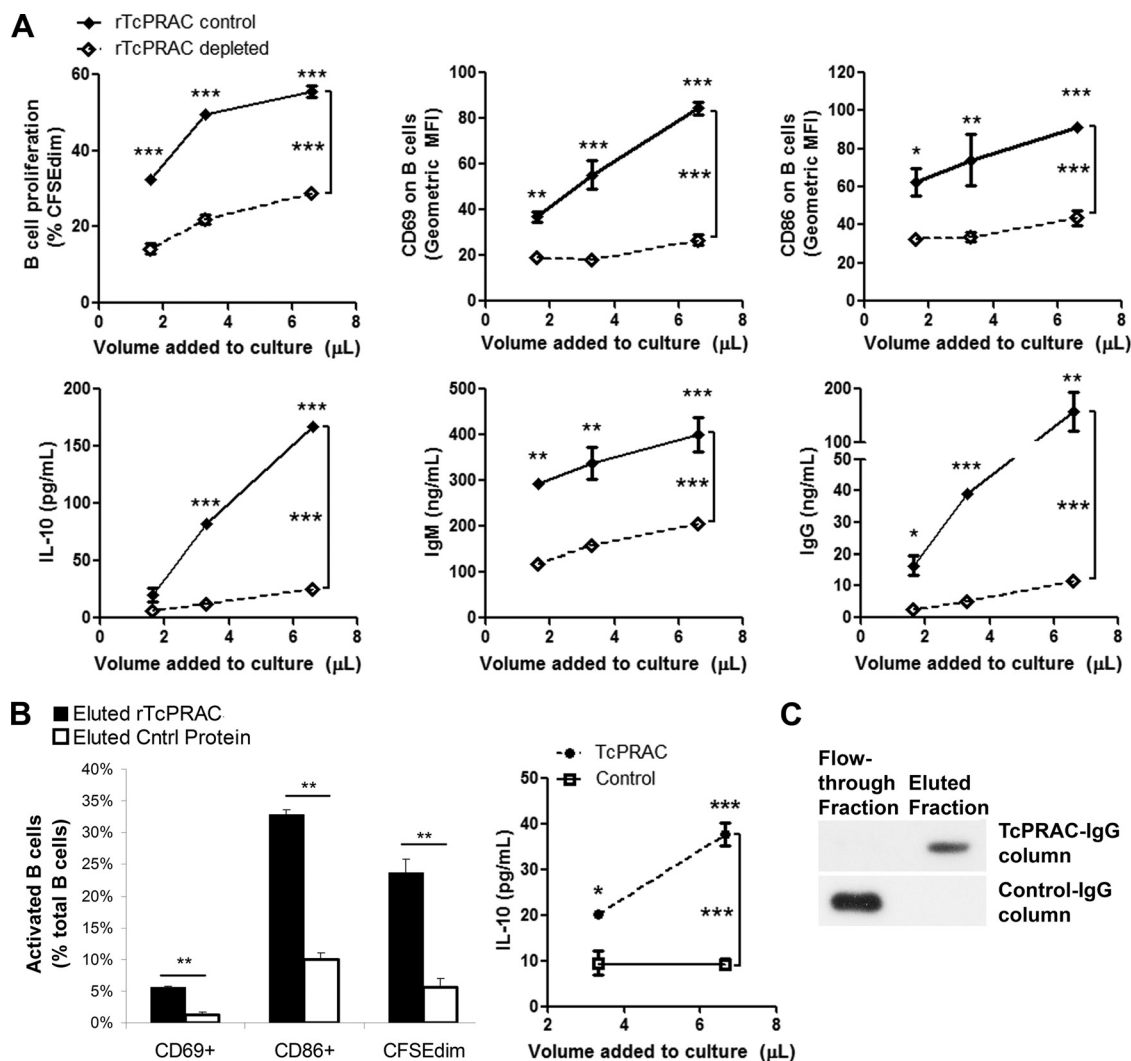 A
rTcPRAC control
rTcPRAC depleted
B cell proliferation
(% CFSEdim)
60
40
20
0
***
***
***
***
0 2 4 6 8
Volume added to culture (μL)
CD69 on B cells
(Geometric MFI)
100
80
60
40
20
0
**
***
***
***
0 2 4 6 8
Volume added to culture (μL)
CD86 on B cells
(Geometric MFI)
120
100
80
60
40
20
0
*
**
***
***
0 2 4 6 8
Volume added to culture (μL)
IL-10 (pg/mL)
200
150
100
50
0
***
***
***
0 2 4 6 8
Volume added to culture (μL)
IgM (ng/mL)
500
400
300
200
100
0
**
**
***
***
0 2 4 6 8
Volume added to culture (μL)
IgG (ng/mL)
200
150
100
50
40
30
20
10
0
*
***
**
***
0 2 4 6 8
Volume added to culture (μL)
B
Eluted rTcPRAC
Eluted Cntrl Protein
Activated B cells
(% total B cells)
40%
35%
30%
25%
20%
15%
10%
5%
0%
**
**
**
CD69+ CD86+ CFSEdim
TcPRAC
Control
IL-10 (pg/mL)
50
40
30
20
10
0
*
***
***
2 4 6 8
Volume added to culture (μL)
C
Flow-
through
Fraction
Eluted
Fraction
TcPRAC-IgG
column
Control-IgG
column